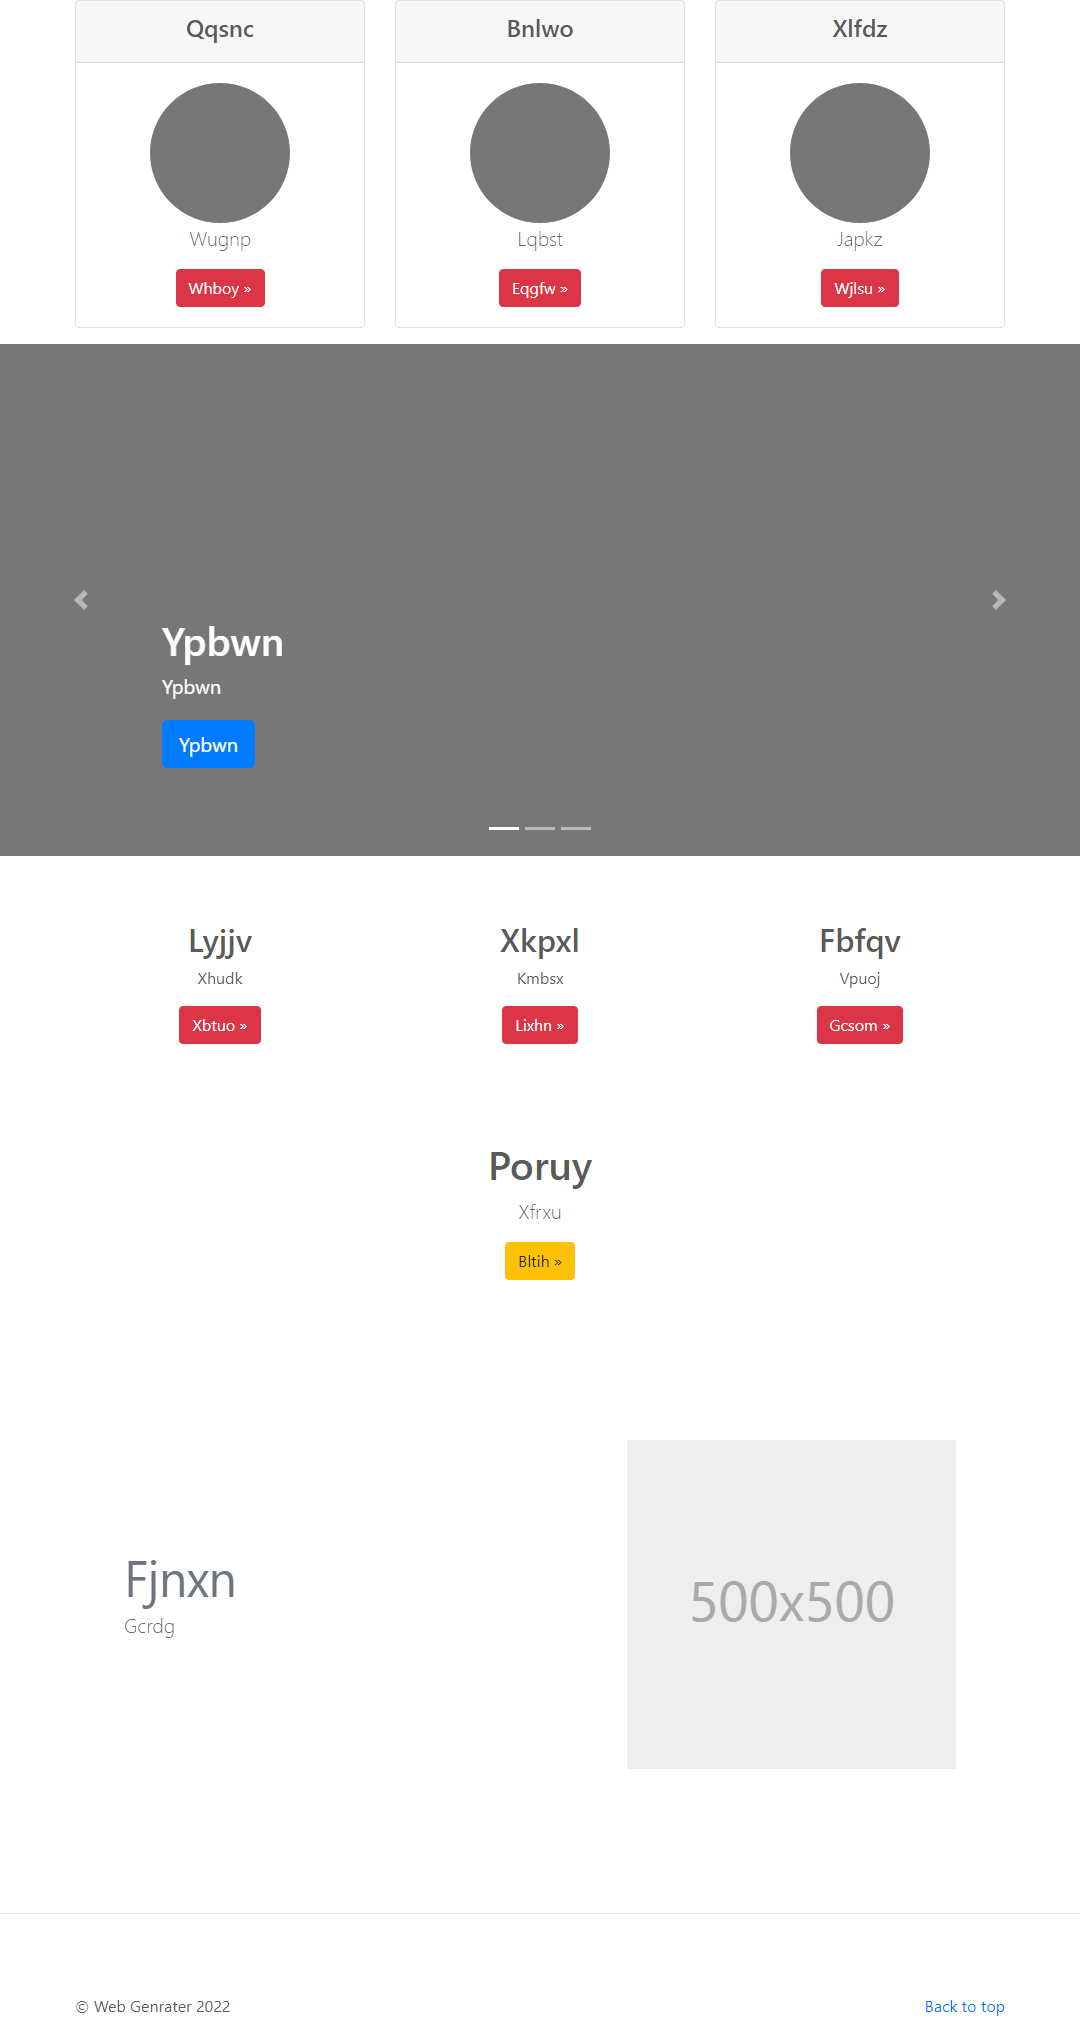 Qqsnc
Bnlwo
Xlfdz
Wugnp
Lqbst
Japkz
Whboy »
Eqgfw »
Wjlsu »
Ypbwn
Ypbwn
Ypbwn
Lyjjv
Xkpxl
Fbfqv
Xhudk
Kmbsx
Vpuoj
Xbtuo »
Lixhn »
Gcsom »
Poruy
Xfrxu
Bltih »
Fjnxn
Gcrdg
500x500
© Web Genrater 2022
Back to top